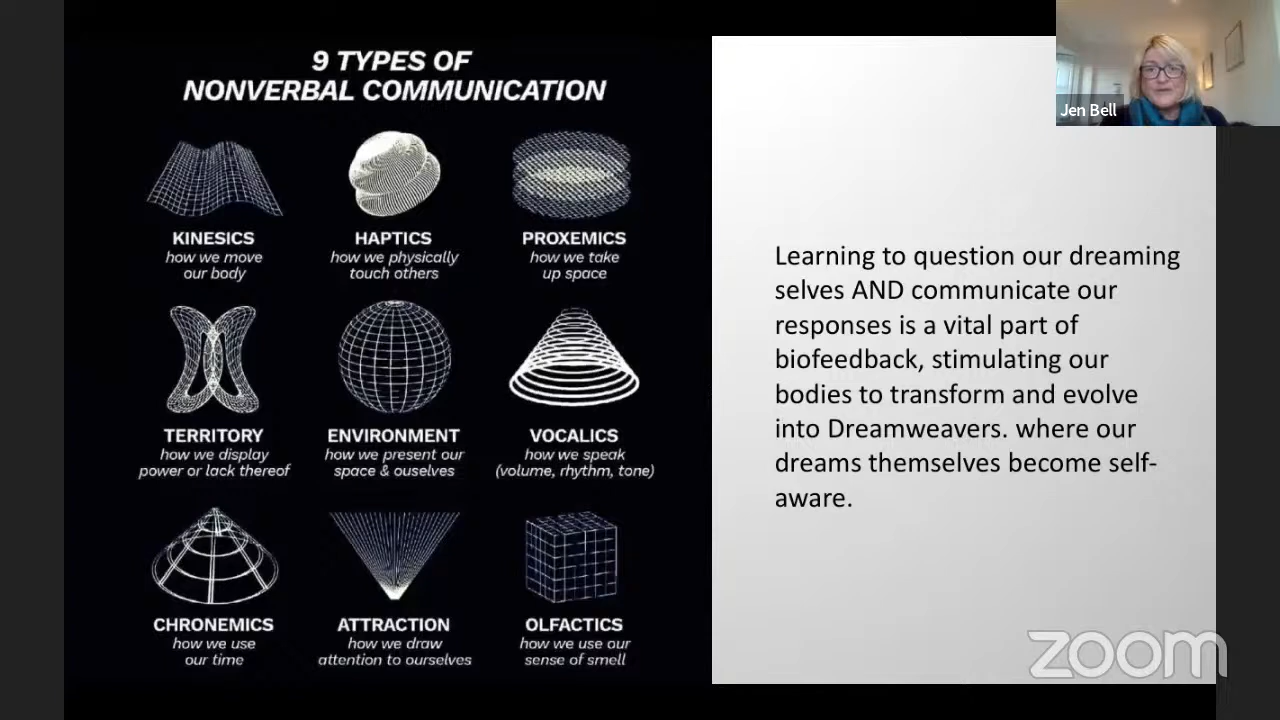 9 TYPES OF
NONVERBAL COMMUNICATION
KINESICS
how we move
our body
HAPTICS
how we physically
touch others
PROXEMICS
how we take
up space
TERRITORY
how we display
power or lack thereof
ENVIRONMENT
how we present our
space & ouselves
VOCALICS
how we speak
(volume, rhythm, tone)
CHRONEMICS
how we use
our time
ATTRACTION
how we draw
attention to ourselves
OLFACTICS
how we use our
sense of smell
Jen Bell
Learning to question our dreaming
selves AND communicate our
responses is a vital part of
biofeedback, stimulating our
bodies to transform and evolve
into Dreamweavers. where our
dreams themselves become self-
aware.
zoom